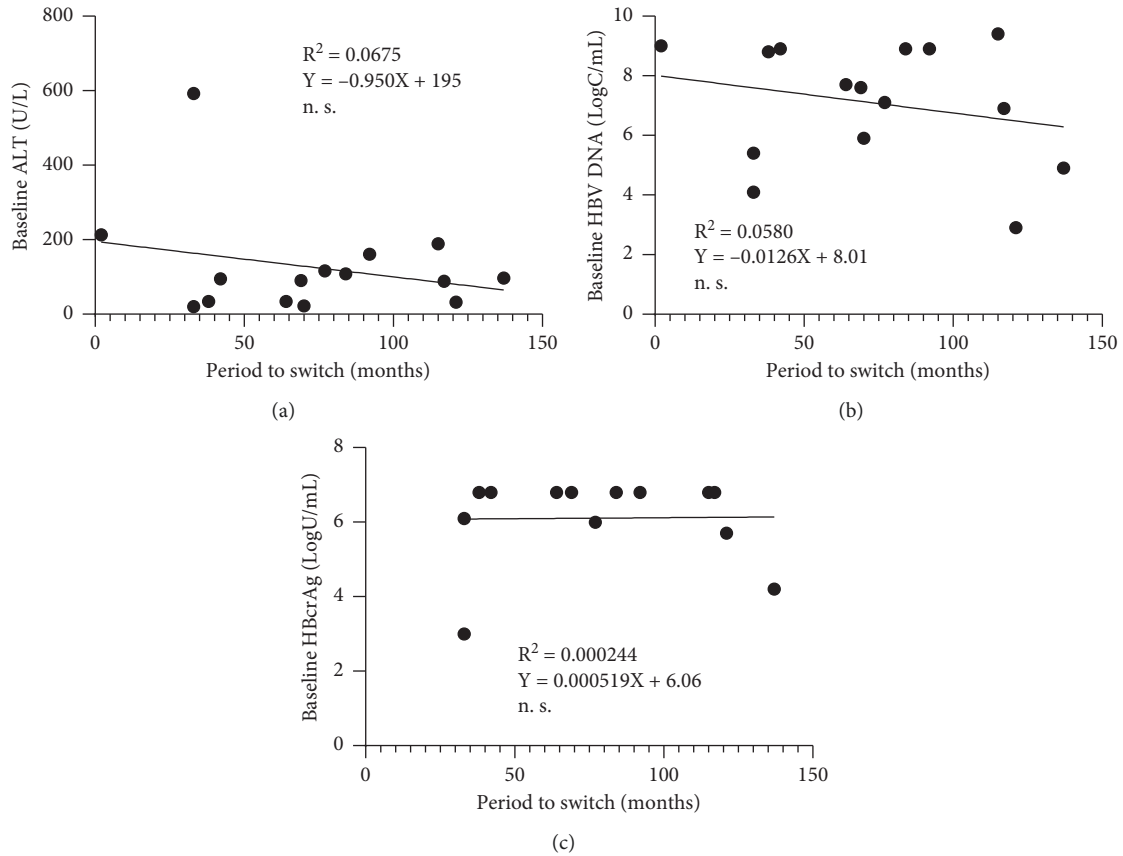 800
600
400
200
0
Baseline ALT (U/L)
R² = 0.0675
Y = –0.950X + 195
n. s.
0 50 100 150
Period to switch (months)
(a)
10
8
6
4
2
0
Baseline HBV DNA (LogC/mL)
R² = 0.0580
Y = –0.0126X + 8.01
n. s.
0 50 100 150
Period to switch (months)
(b)
8
6
4
2
0
Baseline HBcrAg (LogU/mL)
R² = 0.000244
Y = 0.000519X + 6.06
n. s.
0 50 100 150
Period to switch (months)
(c)